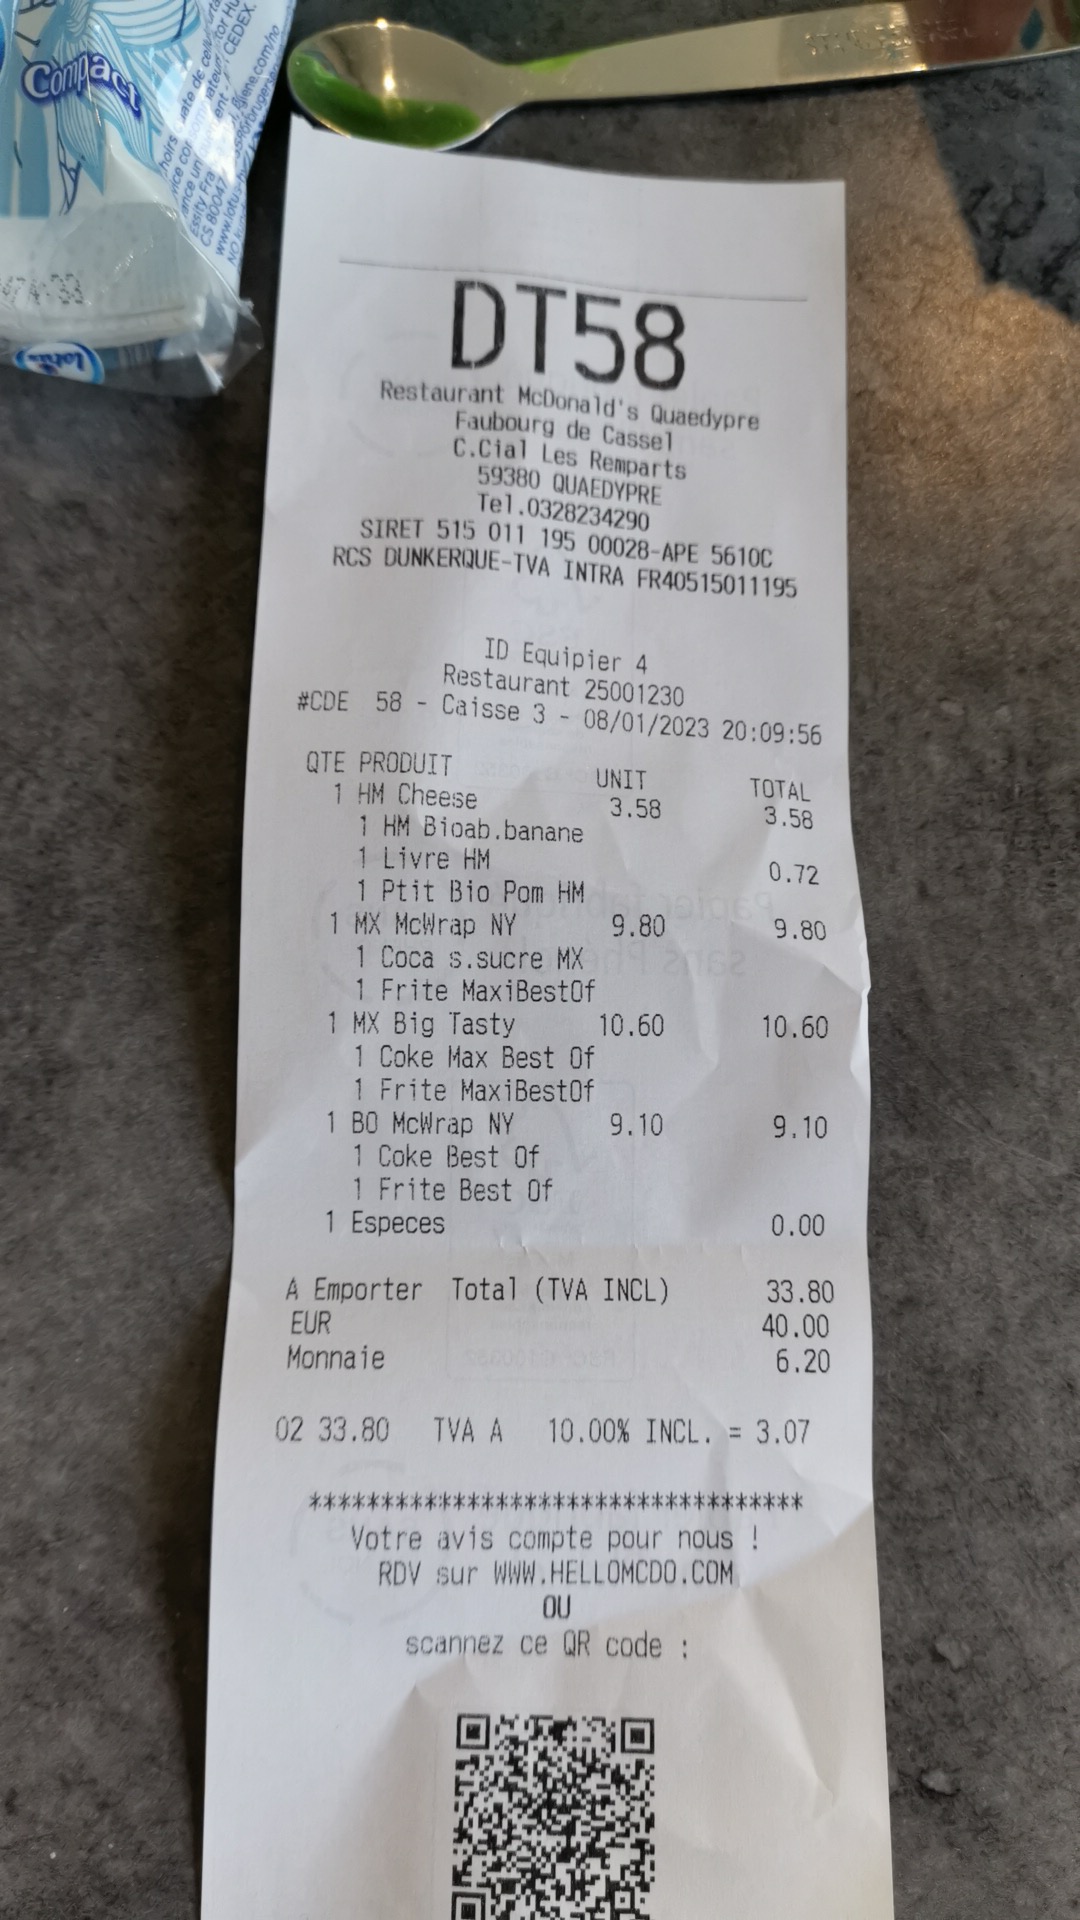 Compact
CEDEX.
CS 80047
lotus
DT58
Restaurant McDonald's Quaedypre
Faubourg de Cassel
C.Cial Les Remparts
59380 QUAEDYPRE
Tel.0328234290
SIRET 515 011 195 00028-APE 5610C
RCS DUNKERQUE-TVA INTRA FR40515011195
ID Equipier 4
Restaurant 25001230
#CDE 58 - Caisse 3 - 08/01/2023 20:09:56
QTE PRODUIT UNIT TOTAL
1 HM Cheese 3.58 3.58
1 HM Bioab.banane
1 Livre HM 0.72
1 Ptit Bio Pom HM
1 MX McWrap NY 9.80 9.80
1 Coca s.sucre MX
1 Frite MaxiBestOf
1 MX Big Tasty 10.60 10.60
1 Coke Max Best Of
1 Frite MaxiBestOf
1 BO McWrap NY 9.10 9.10
1 Coke Best Of
1 Frite Best Of
1 Especes 0.00
A Emporter Total (TVA INCL) 33.80
EUR 40.00
Monnaie 6.20
02 33.80 TVA A 10.00% INCL. = 3.07
**********************************
Votre avis compte pour nous !
RDV sur WWW.HELLOMCDO.COM
OU
scannez ce QR code :